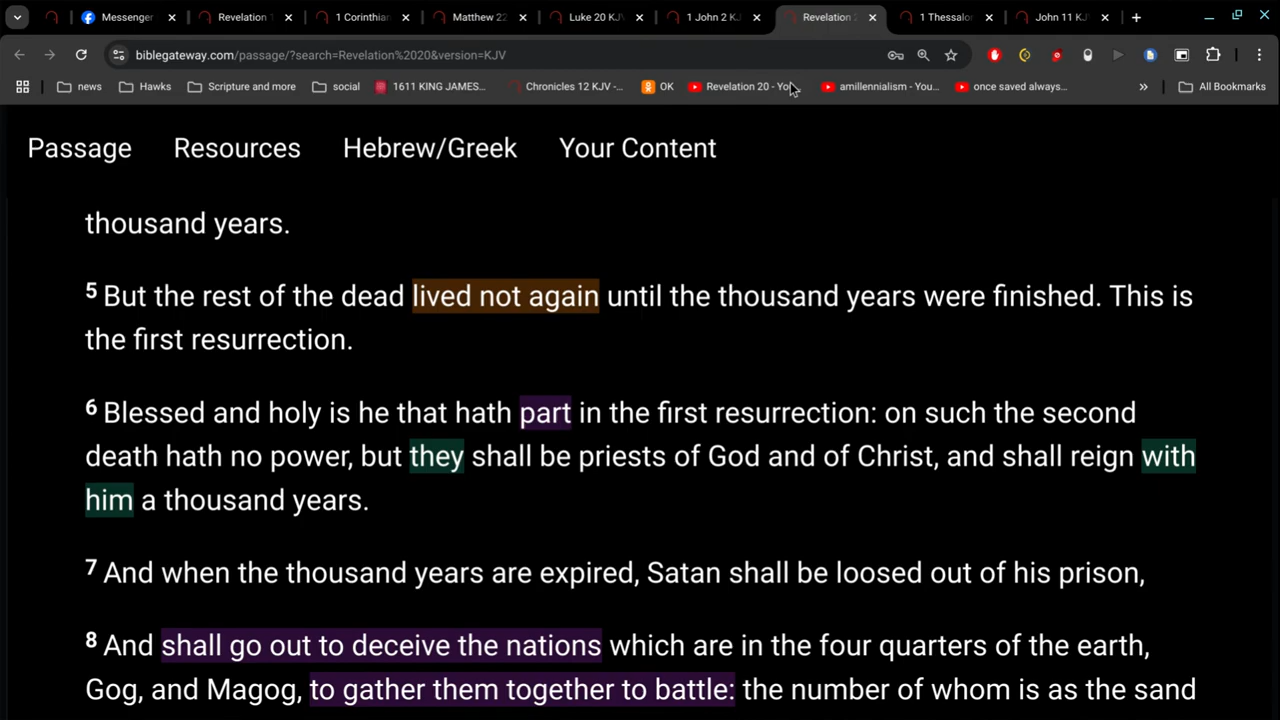 Messenger
Revelation 1
1 Corinthian
Matthew 22
Luke 20 KJV
1 John 2 KJ
Revelation 2
1 Thessalon
John 11 KJ
biblegateway.com/passage/?search=Revelation%2020&version=KJV
news
Hawks
Scripture and more
social
1611 KING JAMES...
Chronicles 12 KJV -...
OK
Revelation 20 - You...
amillennialism - You...
once saved always...
»
All Bookmarks
Passage Resources Hebrew/Greek Your Content
thousand years.
5 But the rest of the dead lived not again until the thousand years were finished. This is
the first resurrection.
6 Blessed and holy is he that hath part in the first resurrection: on such the second
death hath no power, but they shall be priests of God and of Christ, and shall reign with
him a thousand years.
7 And when the thousand years are expired, Satan shall be loosed out of his prison,
8 And shall go out to deceive the nations which are in the four quarters of the earth,
Gog, and Magog, to gather them together to battle: the number of whom is as the sand